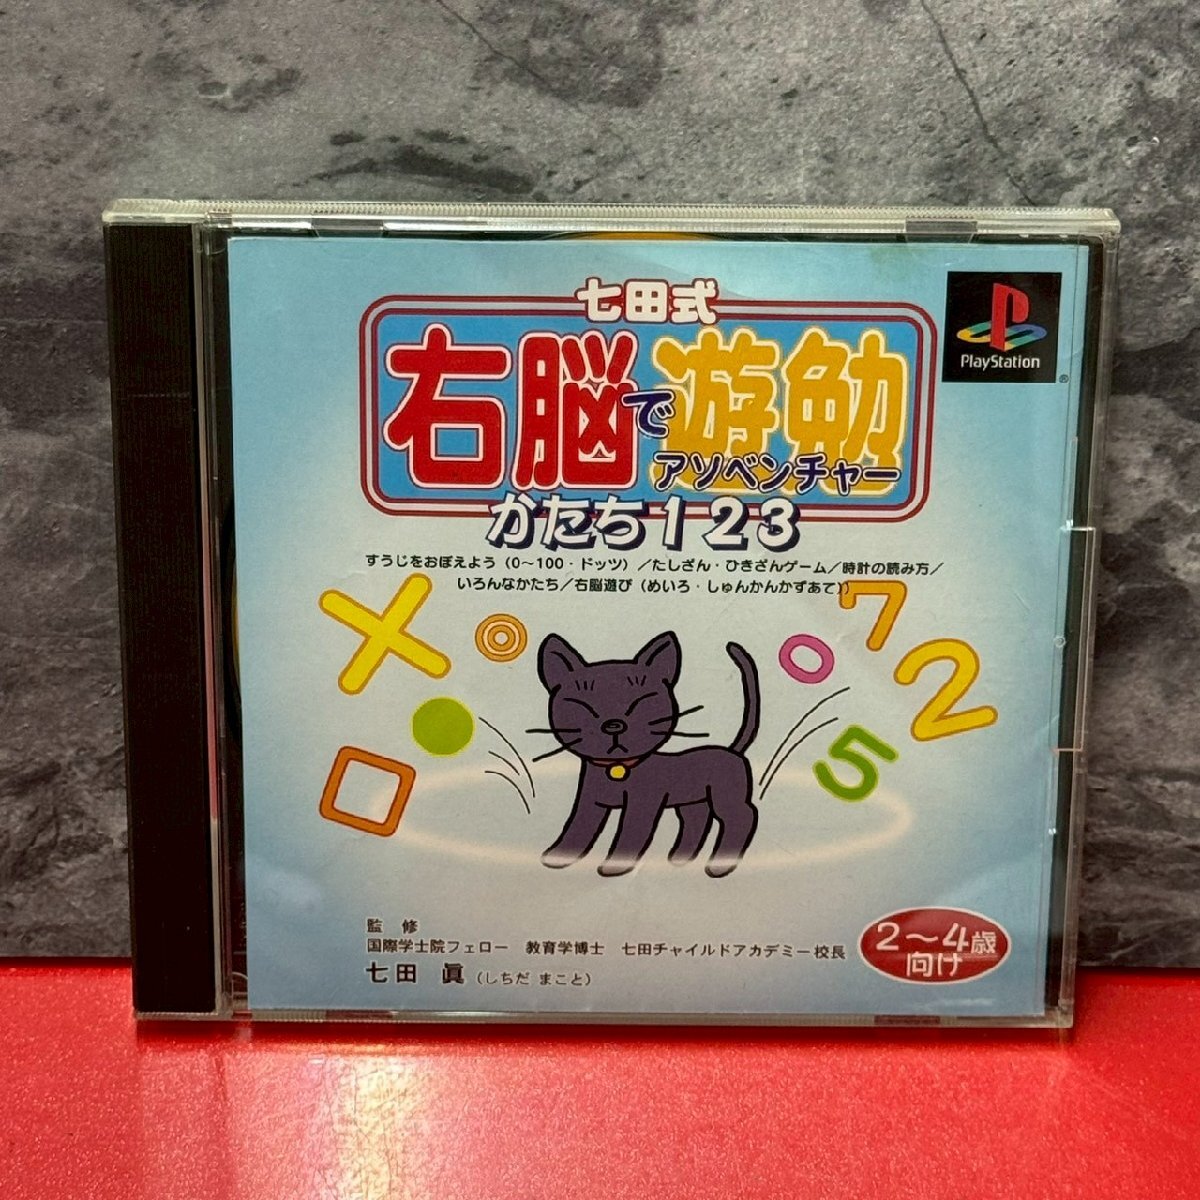 七田式
右脳で遊勉
アソベンチャー
かたち123
PlayStation
®
すうじをおぼえよう（0〜100・ドッツ）／たしざん・ひきざんゲーム／時計の読み方／
いろんなかたち／右脳遊び（めいろ・しゅんかんかずあて）
7
2
5
監 修
国際学士院フェロー 教育学博士 七田チャイルドアカデミー校長
七田 眞（しちだ まこと）
2〜4歳
向け